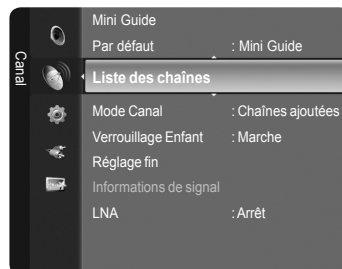 Canal
Mini Guide
Par défaut : Mini Guide
Liste des chaînes
Mode Canal : Chaînes ajoutées
Verrouillage Enfant : Marche
Réglage fin
Informations de signal
LNA : Arrêt